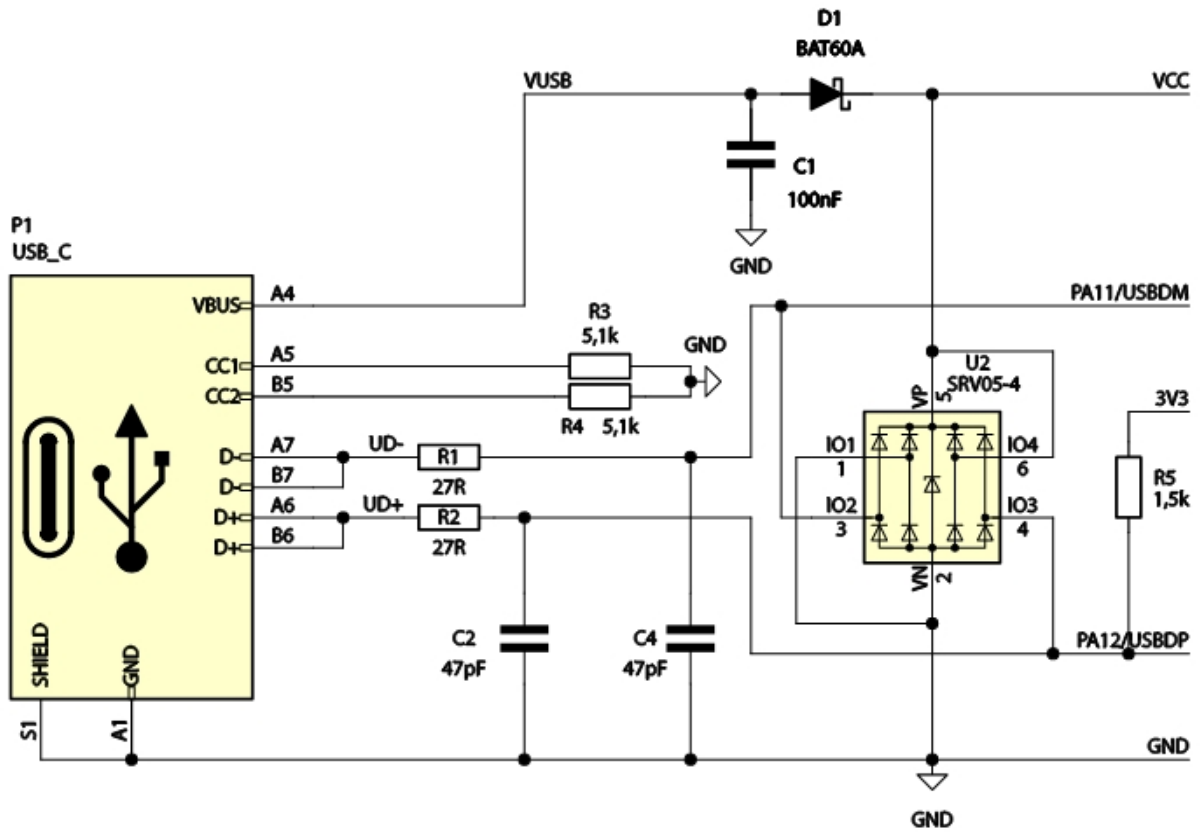 D1
BAT60A
VUSB
VCC
C1
100nF
GND
P1
USB_C
VBUS
A4
PA11/USBDM
R3
5,1k
CC1
A5
GND
CC2
B5
R4 5,1k
U2
SRV05-4
VP
5
3V3
D-
A7
UD-
R1
27R
D-
B7
IO1
1
IO4
6
R5
1,5k
D+
A6
UD+
R2
27R
D+
B6
IO2
3
IO3
4
VN
2
C2
47pF
C4
47pF
PA12/USBDP
SHIELD
GND
S1
A1
GND
GND